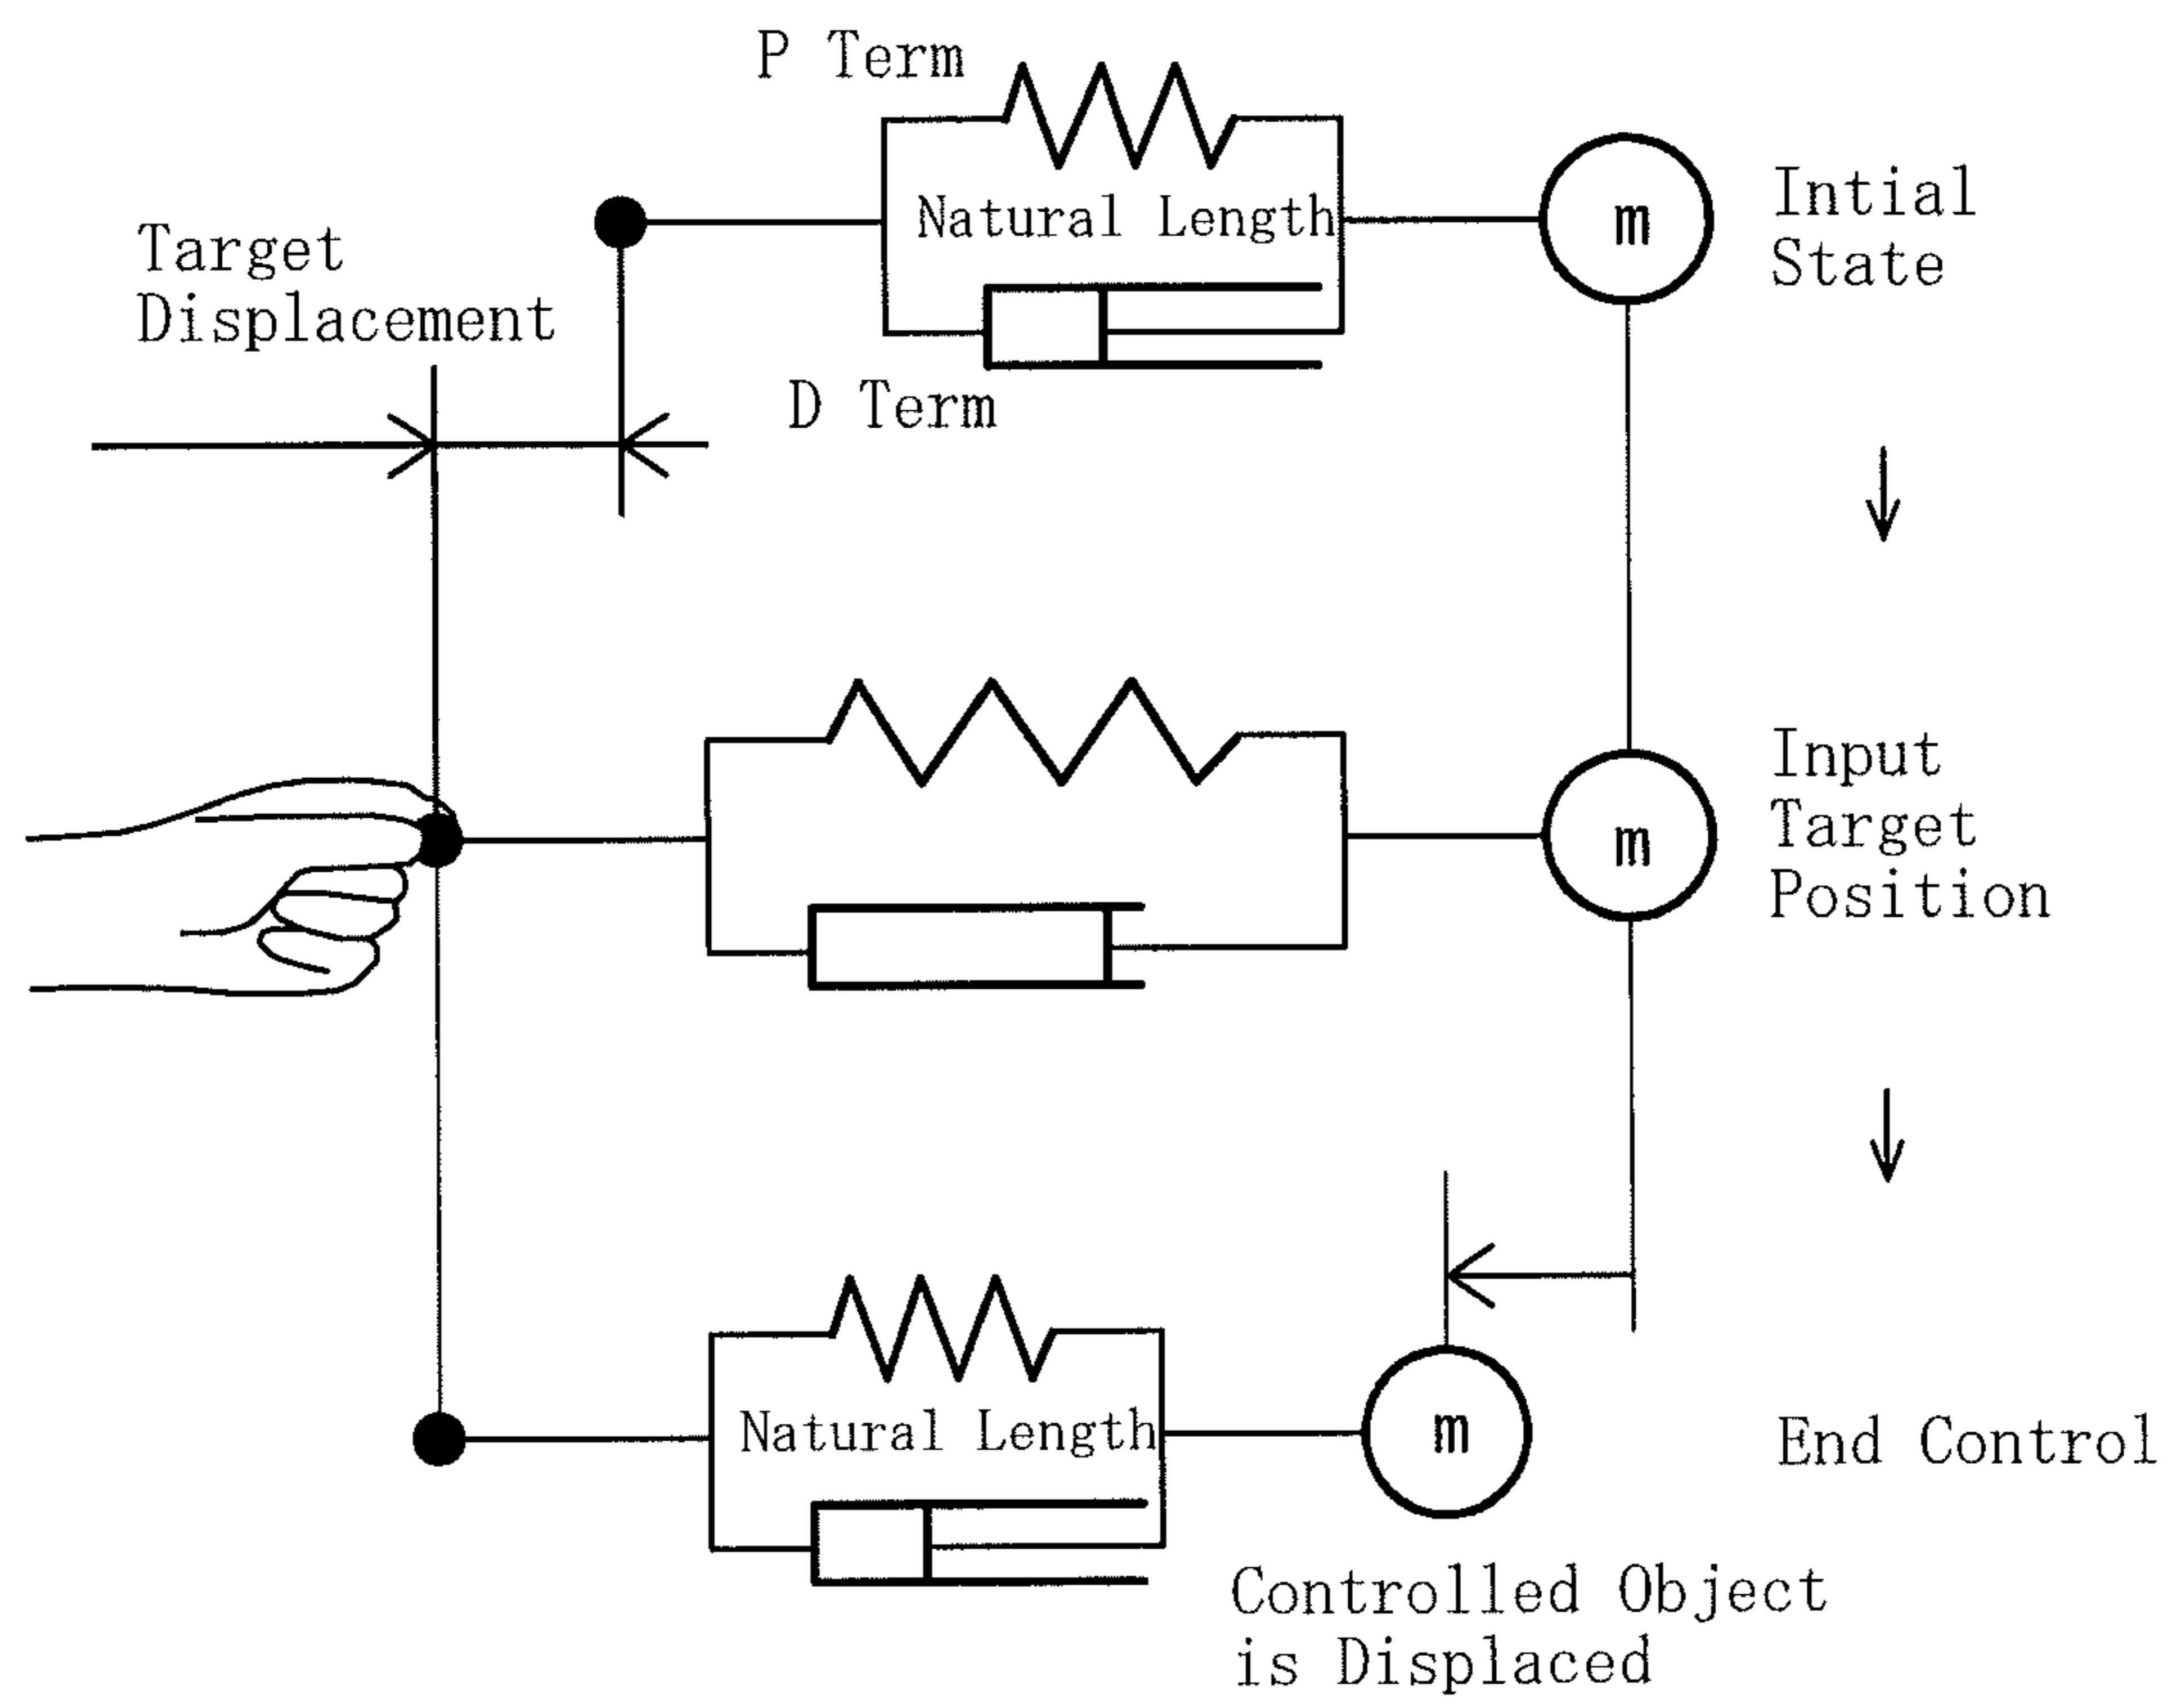 P Term
Natural Length
m
Intial
State
Target
Displacement
D Term
Input
Target
Position
m
Natural Length
m
End Control
Controlled Object
is Displaced